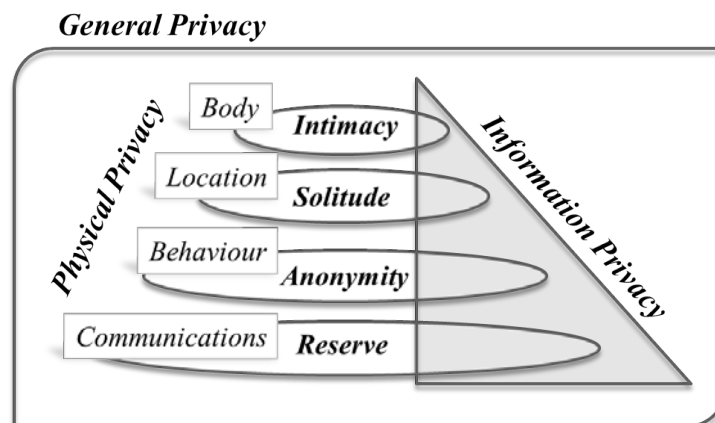 General Privacy
Body
Intimacy
Location
Solitude
Physical Privacy
Information Privacy
Behaviour
Anonymity
Communications
Reserve